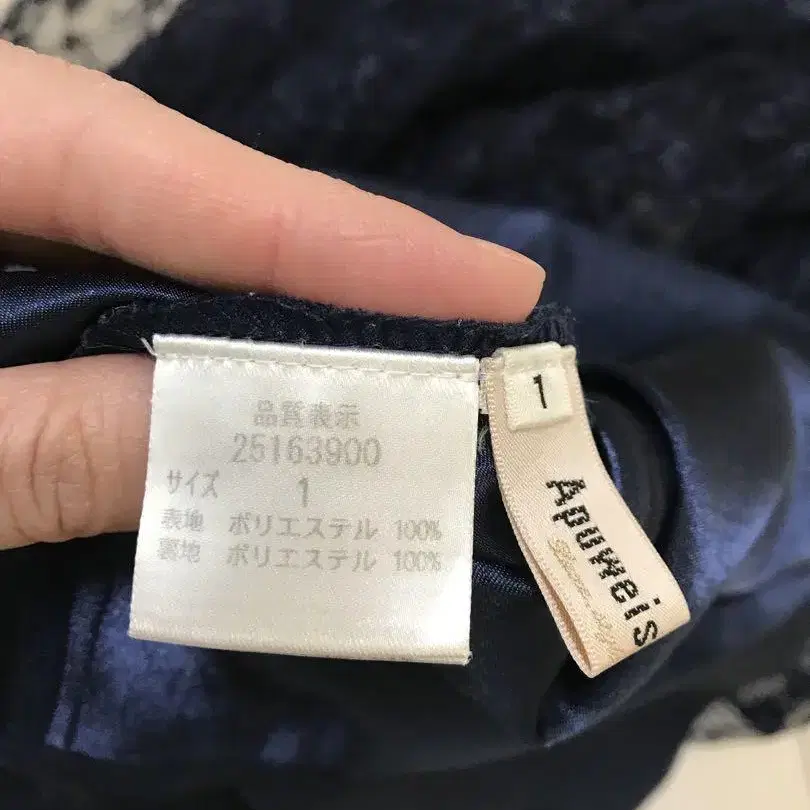 品質表示
25163900
サイズ 1
表地 ポリエステル 100%
裏地 ポリエステル 100%
1
Apuweis